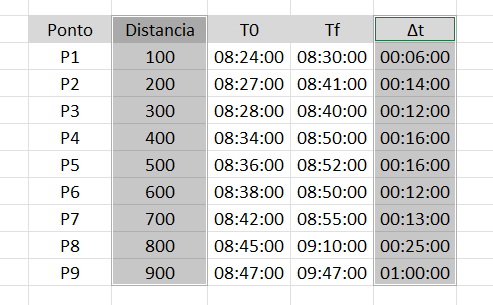 Ponto Distancia T0 Tf Δt
P1 100 08:24:00 08:30:00 00:06:00
P2 200 08:27:00 08:41:00 00:14:00
P3 300 08:28:00 08:40:00 00:12:00
P4 400 08:34:00 08:50:00 00:16:00
P5 500 08:36:00 08:52:00 00:16:00
P6 600 08:38:00 08:50:00 00:12:00
P7 700 08:42:00 08:55:00 00:13:00
P8 800 08:45:00 09:10:00 00:25:00
P9 900 08:47:00 09:47:00 01:00:00